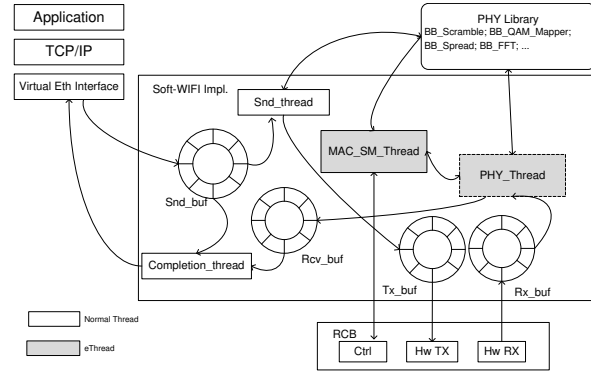 Application
TCP/IP
Virtual Eth Interface
PHY Library
BB_Scramble; BB_QAM_Mapper;
BB_Spread; BB_FFT; ...
Soft-WIFI Impl.
Snd_thread
MAC_SM_Thread
PHY_Thread
Snd_buf
Rcv_buf
Completion_thread
Tx_buf
Rx_buf
Normal Thread
eThread
RCB
Ctrl
Hw TX
Hw RX